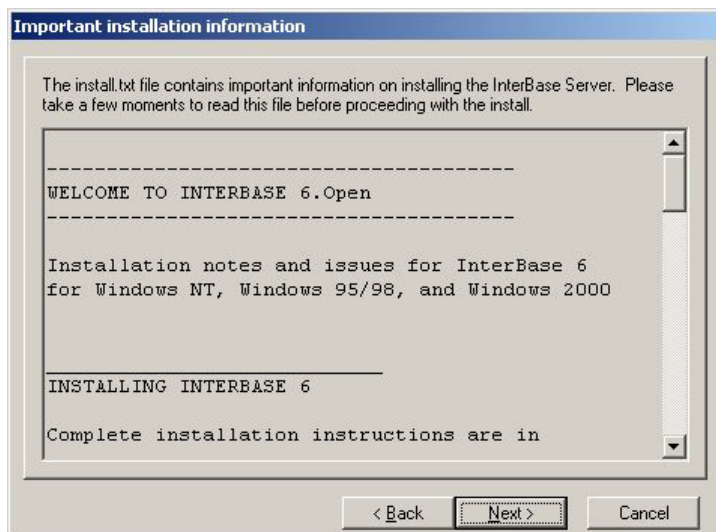 Important installation information
The install.txt file contains important information on installing the InterBase Server. Please
take a few moments to read this file before proceeding with the install.
----------------------------------------
WELCOME TO INTERBASE 6.Open
----------------------------------------
Installation notes and issues for InterBase 6
for Windows NT, Windows 95/98, and Windows 2000
_____________________________
INSTALLING INTERBASE 6
Complete installation instructions are in
< Back Next > Cancel